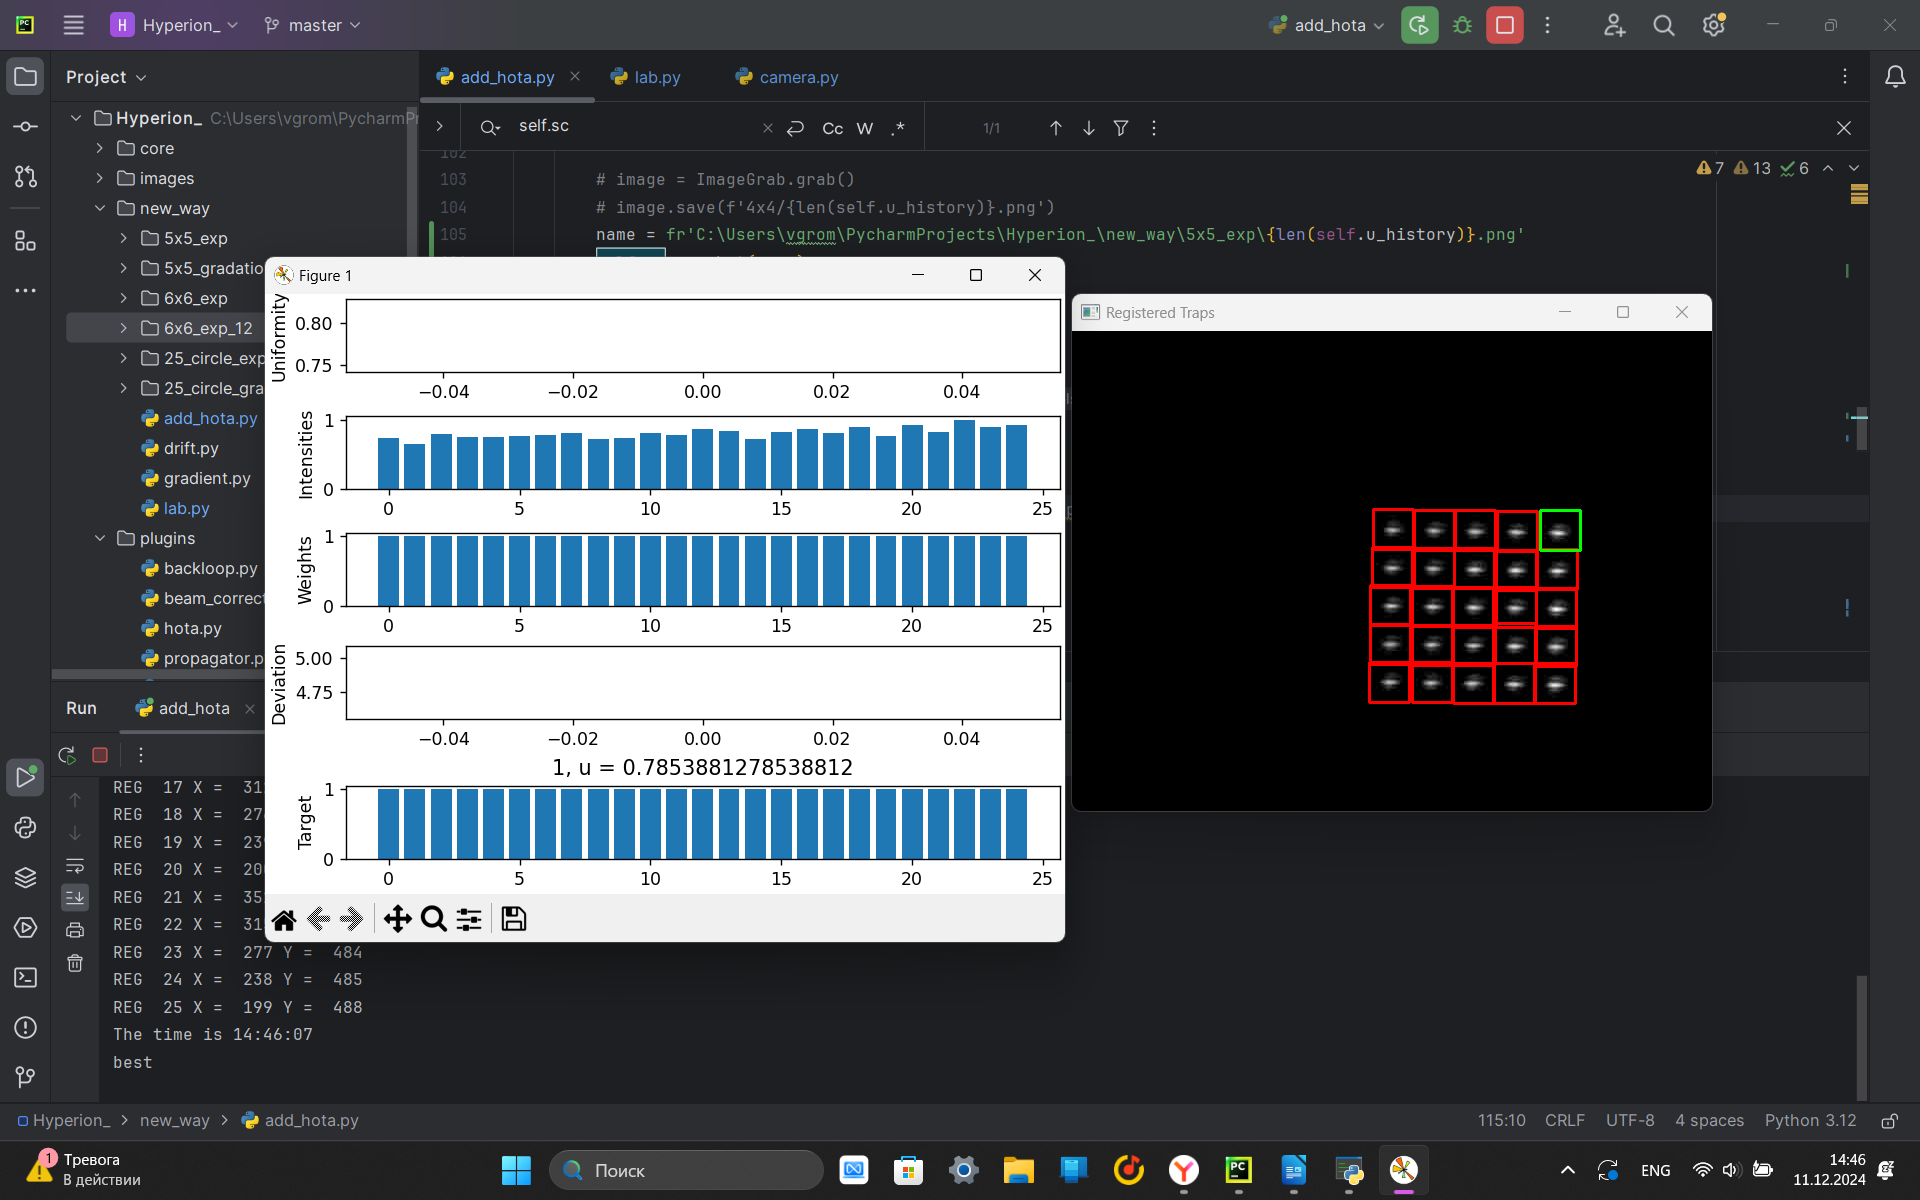 H Hyperion_ master add_hota
Project
add_hota.py lab.py camera.py
Hyperion_ C:\Users\vgrom\PycharmPr
core
images
new_way
5x5_exp
5x5_gradatio
6x6_exp
6x6_exp_12
25_circle_exp
25_circle_gra
add_hota.py
drift.py
gradient.py
lab.py
plugins
backloop.py
beam_correct
hota.py
propagator.p
self.sc Cc W .* 1/1
7 13 6
102
103 # image = ImageGrab.grab()
104 # image.save(f'4x4/{len(self.u_history)}.png')
105 name = fr'C:\Users\vgrom\PycharmProjects\Hyperion_\new_way\5x5_exp\{len(self.u_history)}.png'
Figure 1
Uniformity
0.80
0.75
−0.04 −0.02 0.00 0.02 0.04
Intensities
1
0
0 5 10 15 20 25
Weights
1
0
0 5 10 15 20 25
Deviation
5.00
4.75
−0.04 −0.02 0.00 0.02 0.04
1, u = 0.7853881278538812
Target
1
0
0 5 10 15 20 25
Registered Traps
Run add_hota
REG 17 X = 31
REG 18 X = 27
REG 19 X = 23
REG 20 X = 20
REG 21 X = 35
REG 22 X = 31
REG 23 X = 277 Y = 484
REG 24 X = 238 Y = 485
REG 25 X = 199 Y = 488
The time is 14:46:07
best
Hyperion_ > new_way > add_hota.py
115:10 CRLF UTF-8 4 spaces Python 3.12
1 Тревога
В действии
Поиск
ENG
14:46
11.12.2024